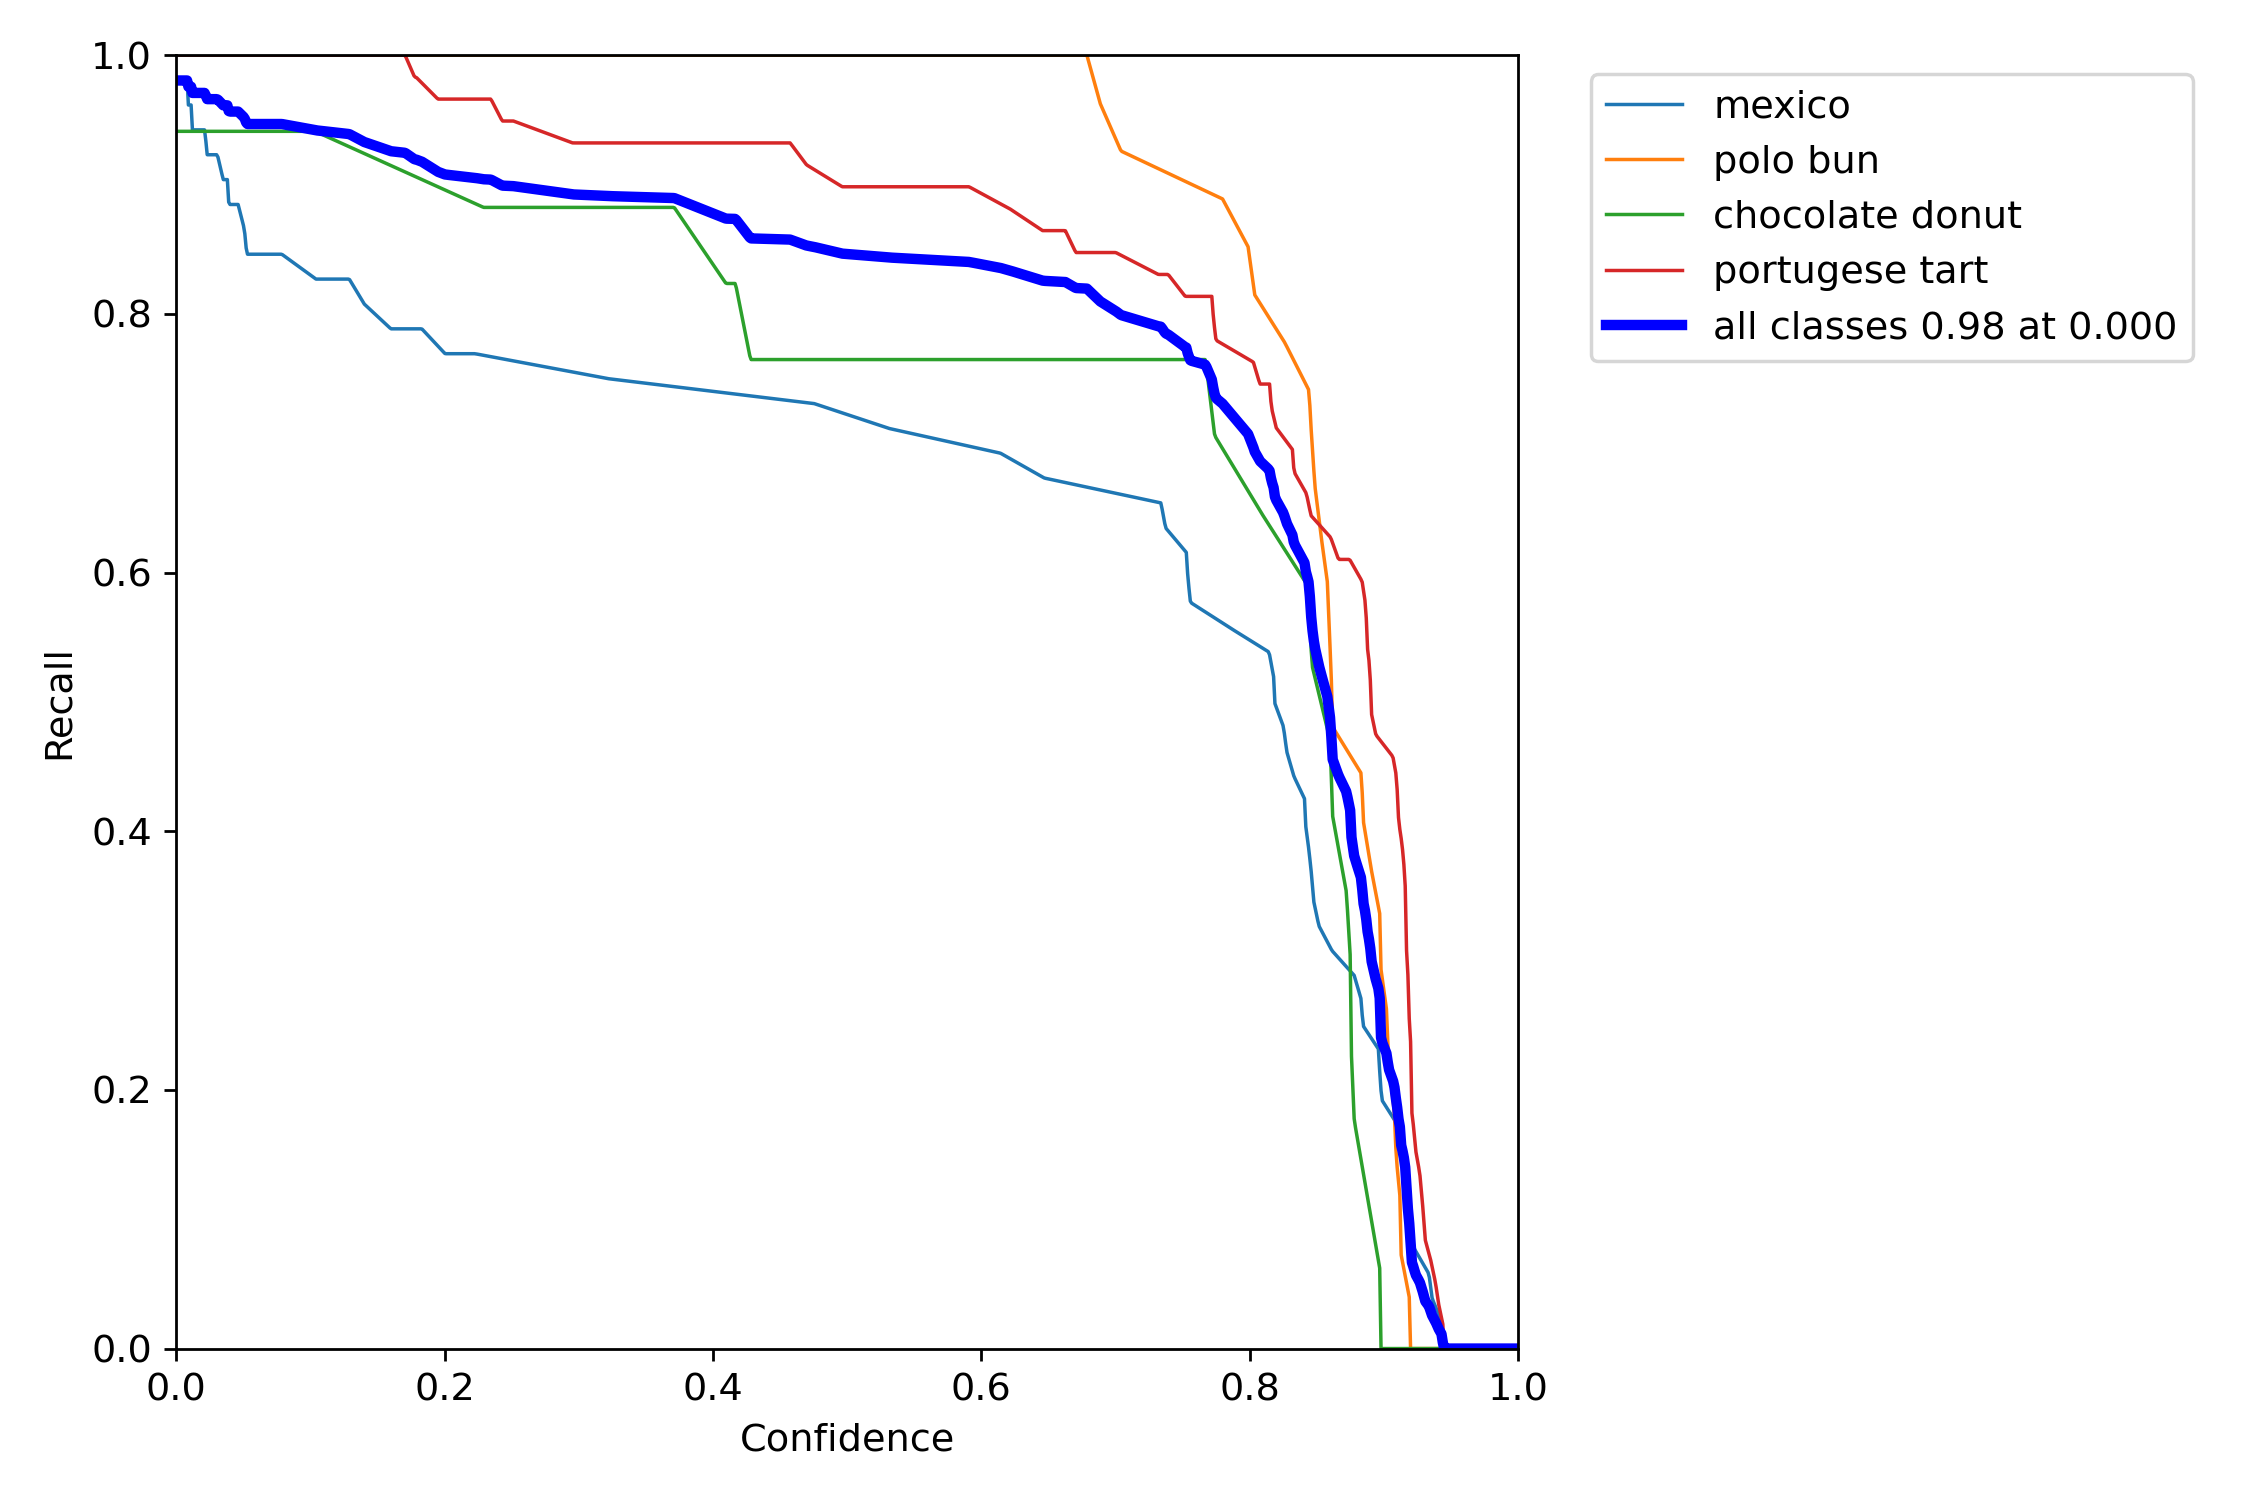 1.0
0.8
0.6
0.4
0.2
0.0
Recall
0.0 0.2 0.4 0.6 0.8 1.0
Confidence
mexico
polo bun
chocolate donut
portugese tart
all classes 0.98 at 0.000